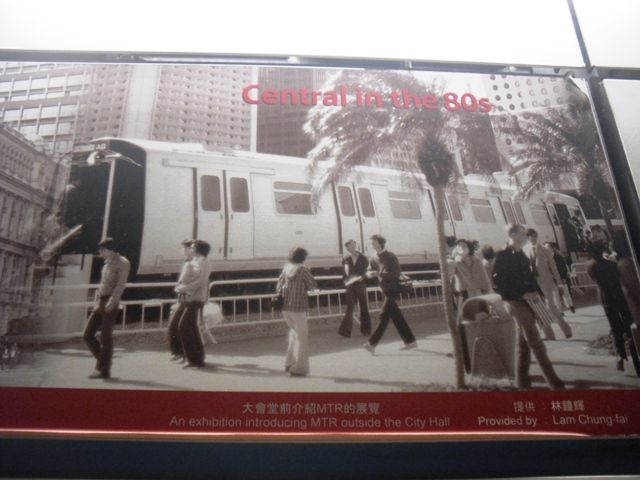 Central in the 80s
大會堂前介紹MTR的展覽
An exhibition introducing MTR outside the City Hall
提供 : 林鐘輝
Provided by : Lam Chung-fai